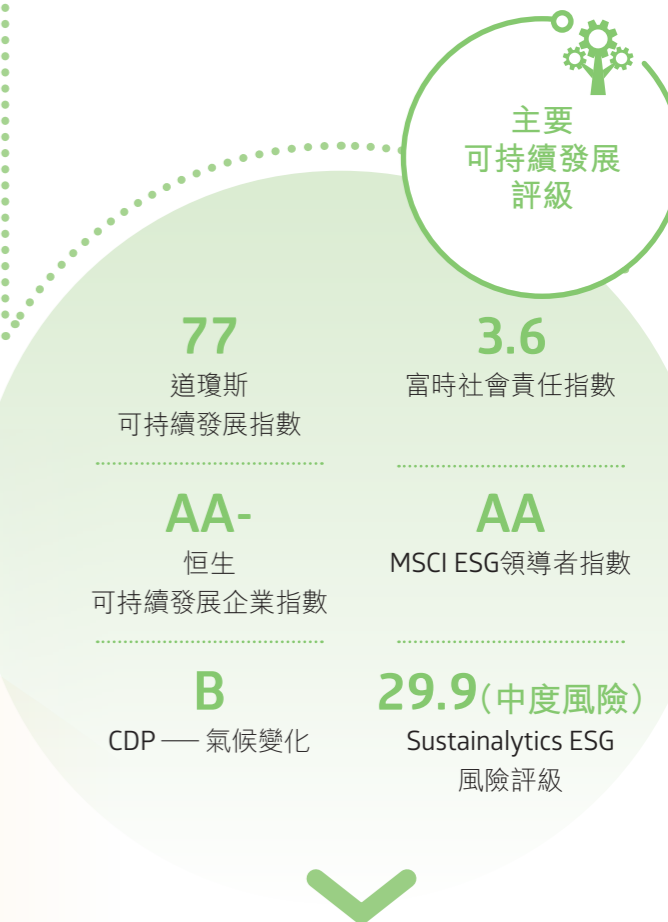 主要
可持續發展
評級
77
道瓊斯
可持續發展指數
3.6
富時社會責任指數
AA-
恒生
可持續發展企業指數
AA
MSCI ESG領導者指數
B
CDP — 氣候變化
29.9(中度風險)
Sustainalytics ESG
風險評級